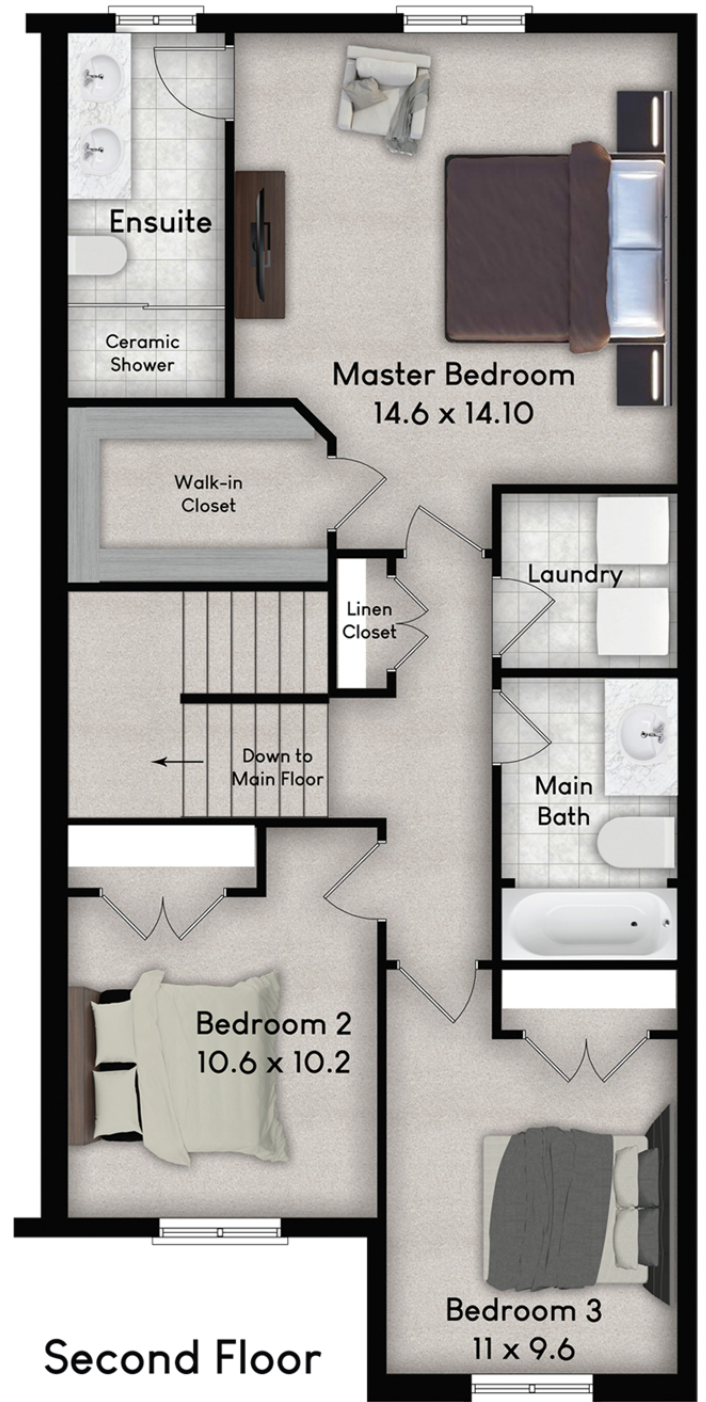 Ensuite
Ceramic
Shower
Master Bedroom
14.6 x 14.10
Walk-in
Closet
Laundry
Linen
Closet
Down to
Main Floor
Main
Bath
Bedroom 2
10.6 x 10.2
Bedroom 3
11 x 9.6
Second Floor